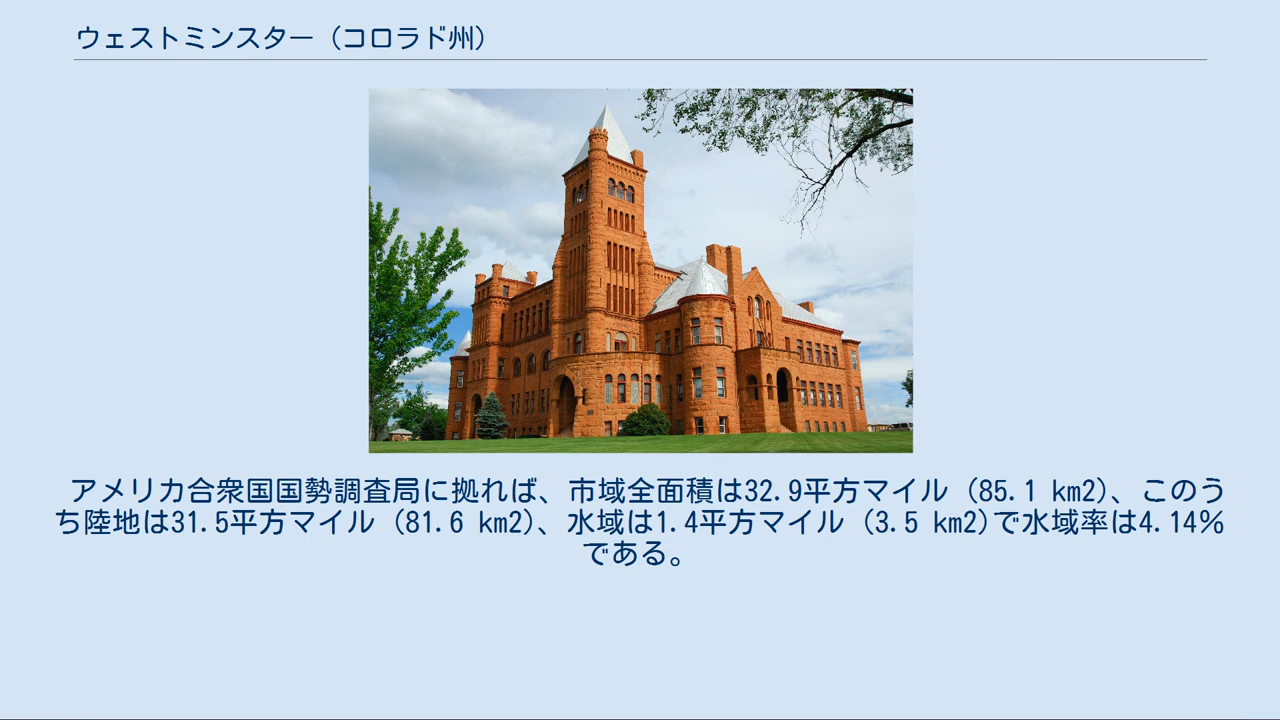 ウェストミンスター（コロラド州）
アメリカ合衆国国勢調査局に拠れば、市域全面積は32.9平方マイル (85.1 km2)、このう
ち陸地は31.5平方マイル (81.6 km2)、水域は1.4平方マイル (3.5 km2)で水域率は4.14%
である。